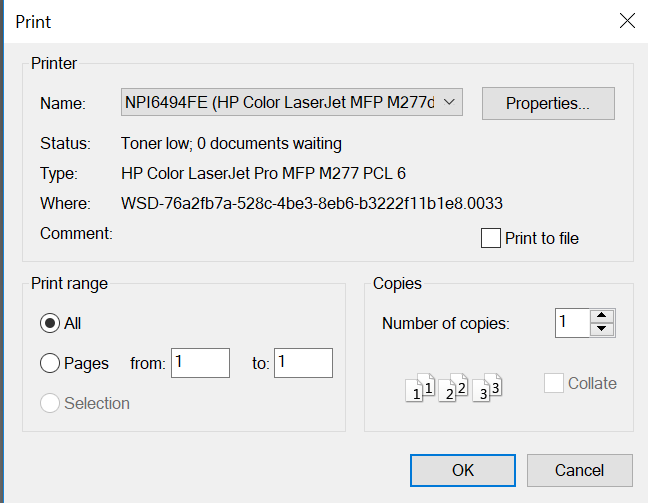 Print
Printer
Name: NPI6494FE (HP Color LaserJet MFP M277d Properties...
Status: Toner low; 0 documents waiting
Type: HP Color LaserJet Pro MFP M277 PCL 6
Where: WSD-76a2fb7a-528c-4be3-8eb6-b3222f11b1e8.0033
Comment: Print to file
Print range
All
Pages from: 1 to: 1
Selection
Copies
Number of copies: 1
1 1 2 2 3 3 Collate
OK Cancel